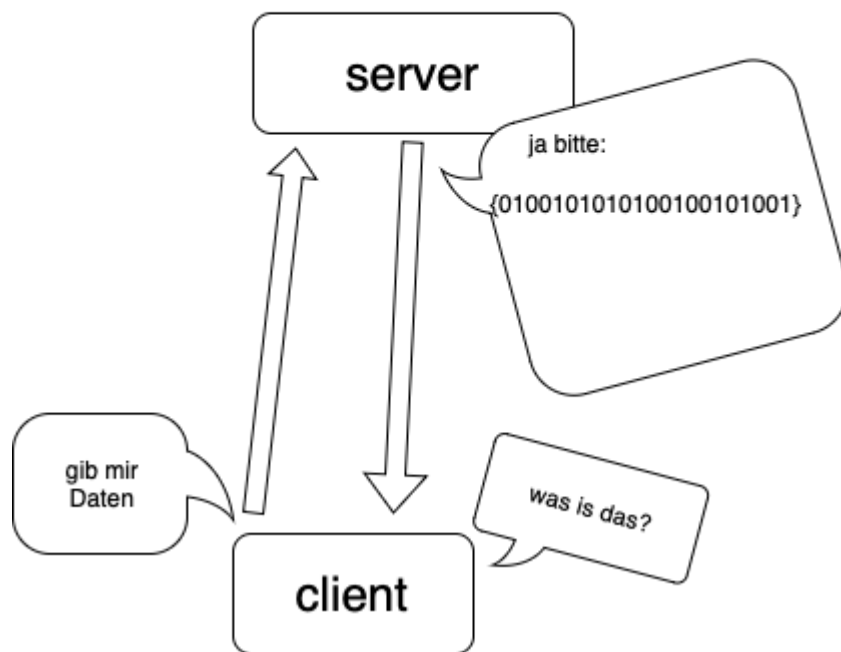 server
ja bitte:
{0100101010100100101001}
gib mir
Daten
was is das?
client